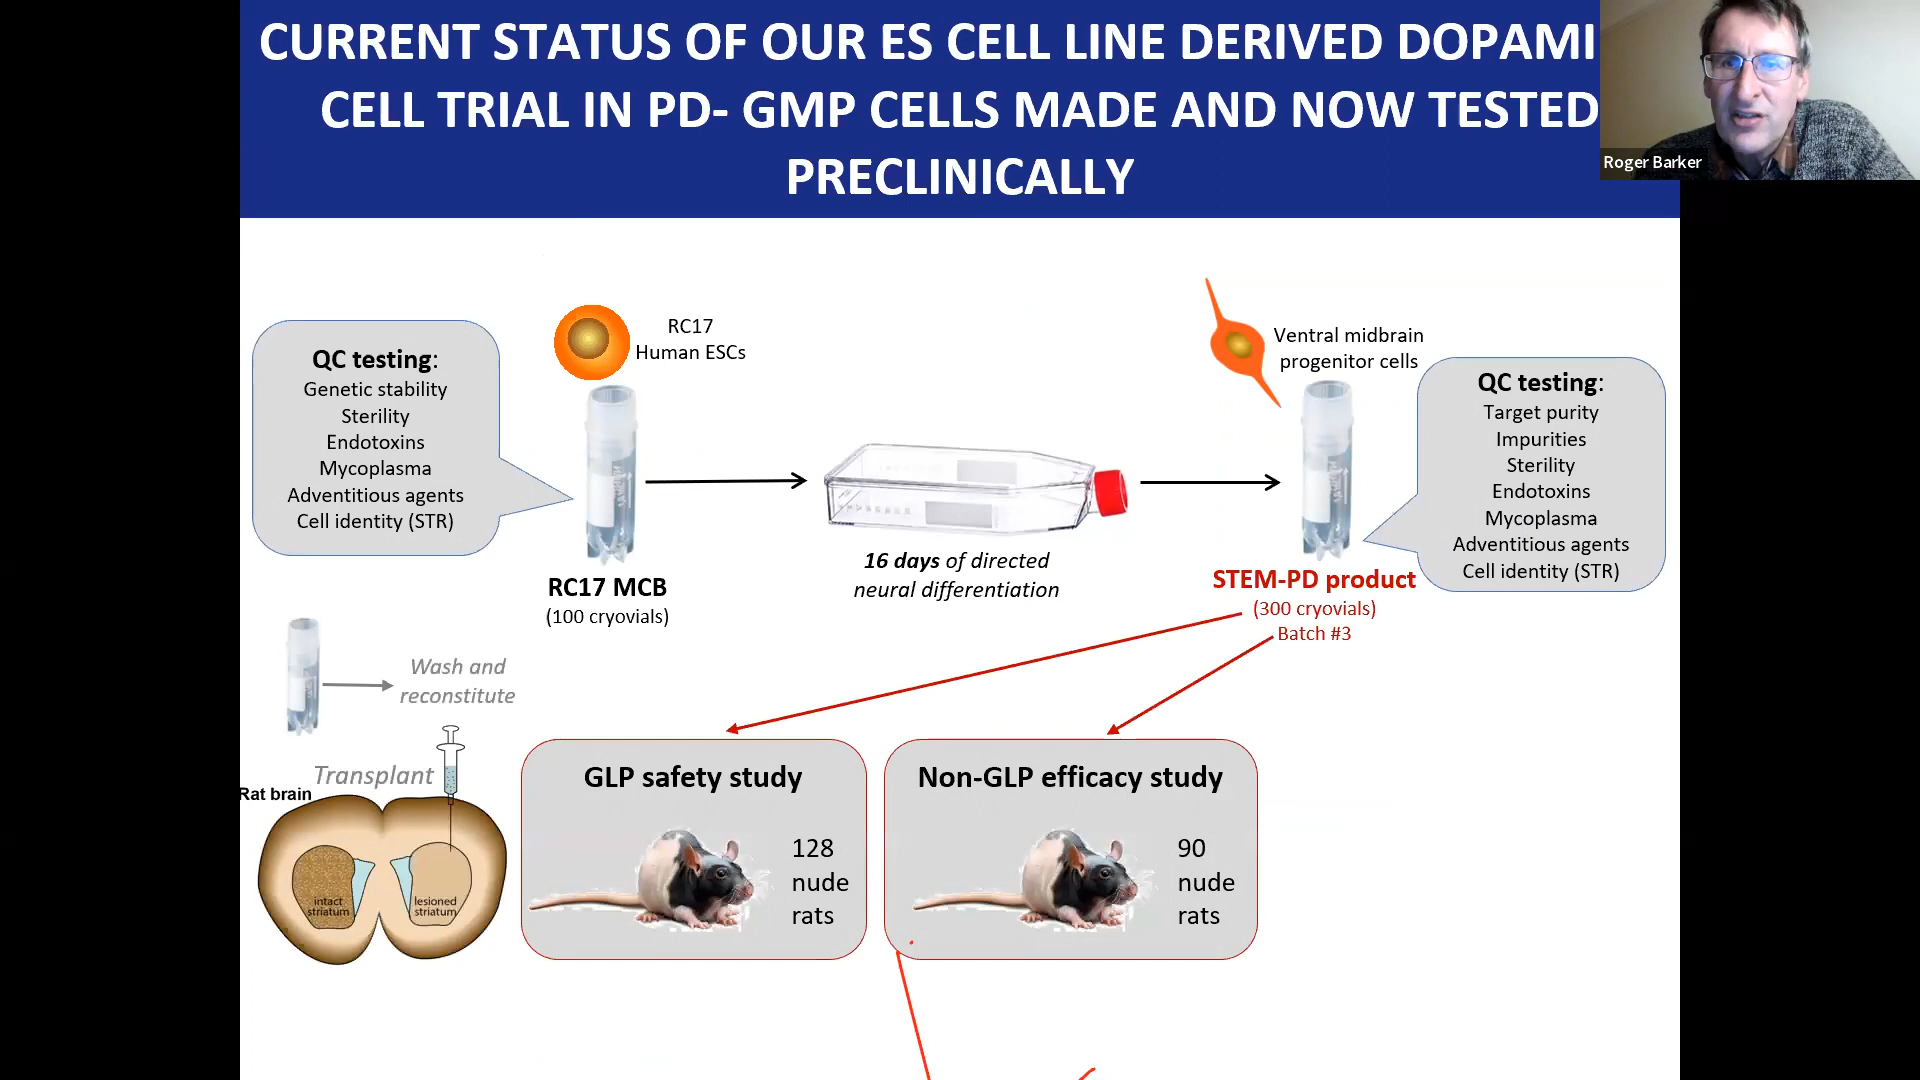 CURRENT STATUS OF OUR ES CELL LINE DERIVED DOPAMI
CELL TRIAL IN PD- GMP CELLS MADE AND NOW TESTED
PRECLINICALLY
Roger Barker
QC testing:
Genetic stability
Sterility
Endotoxins
Mycoplasma
Adventitious agents
Cell identity (STR)
RC17
Human ESCs
RC17 MCB
(100 cryovials)
16 days of directed
neural differentiation
Ventral midbrain
progenitor cells
STEM-PD product
(300 cryovials)
Batch #3
QC testing:
Target purity
Impurities
Sterility
Endotoxins
Mycoplasma
Adventitious agents
Cell identity (STR)
Wash and
reconstitute
Transplant
Rat brain
intact
striatum
lesioned
striatum
GLP safety study
128
nude
rats
Non-GLP efficacy study
90
nude
rats